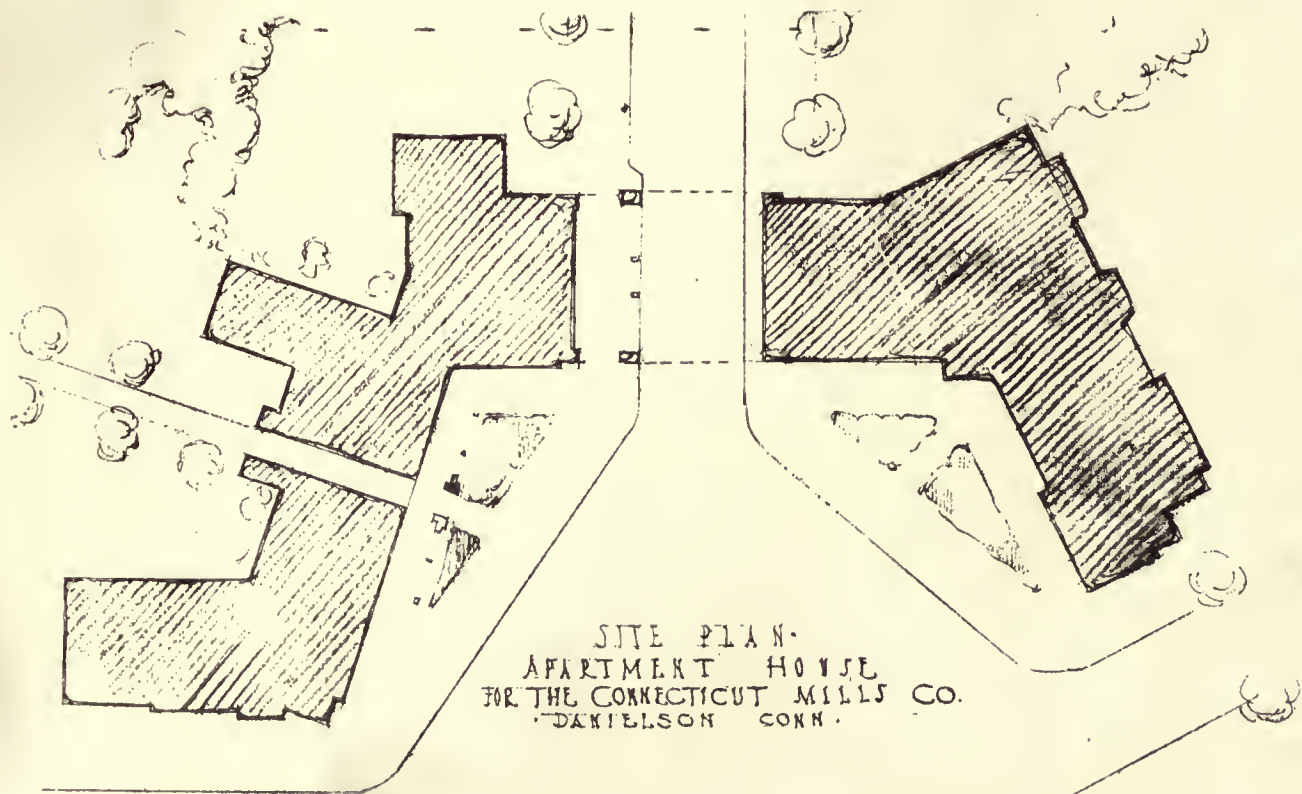 SITE PLAN·
APARTMENT HOUSE
FOR THE CONNECTICUT MILLS CO.
·DANIELSON CONN.